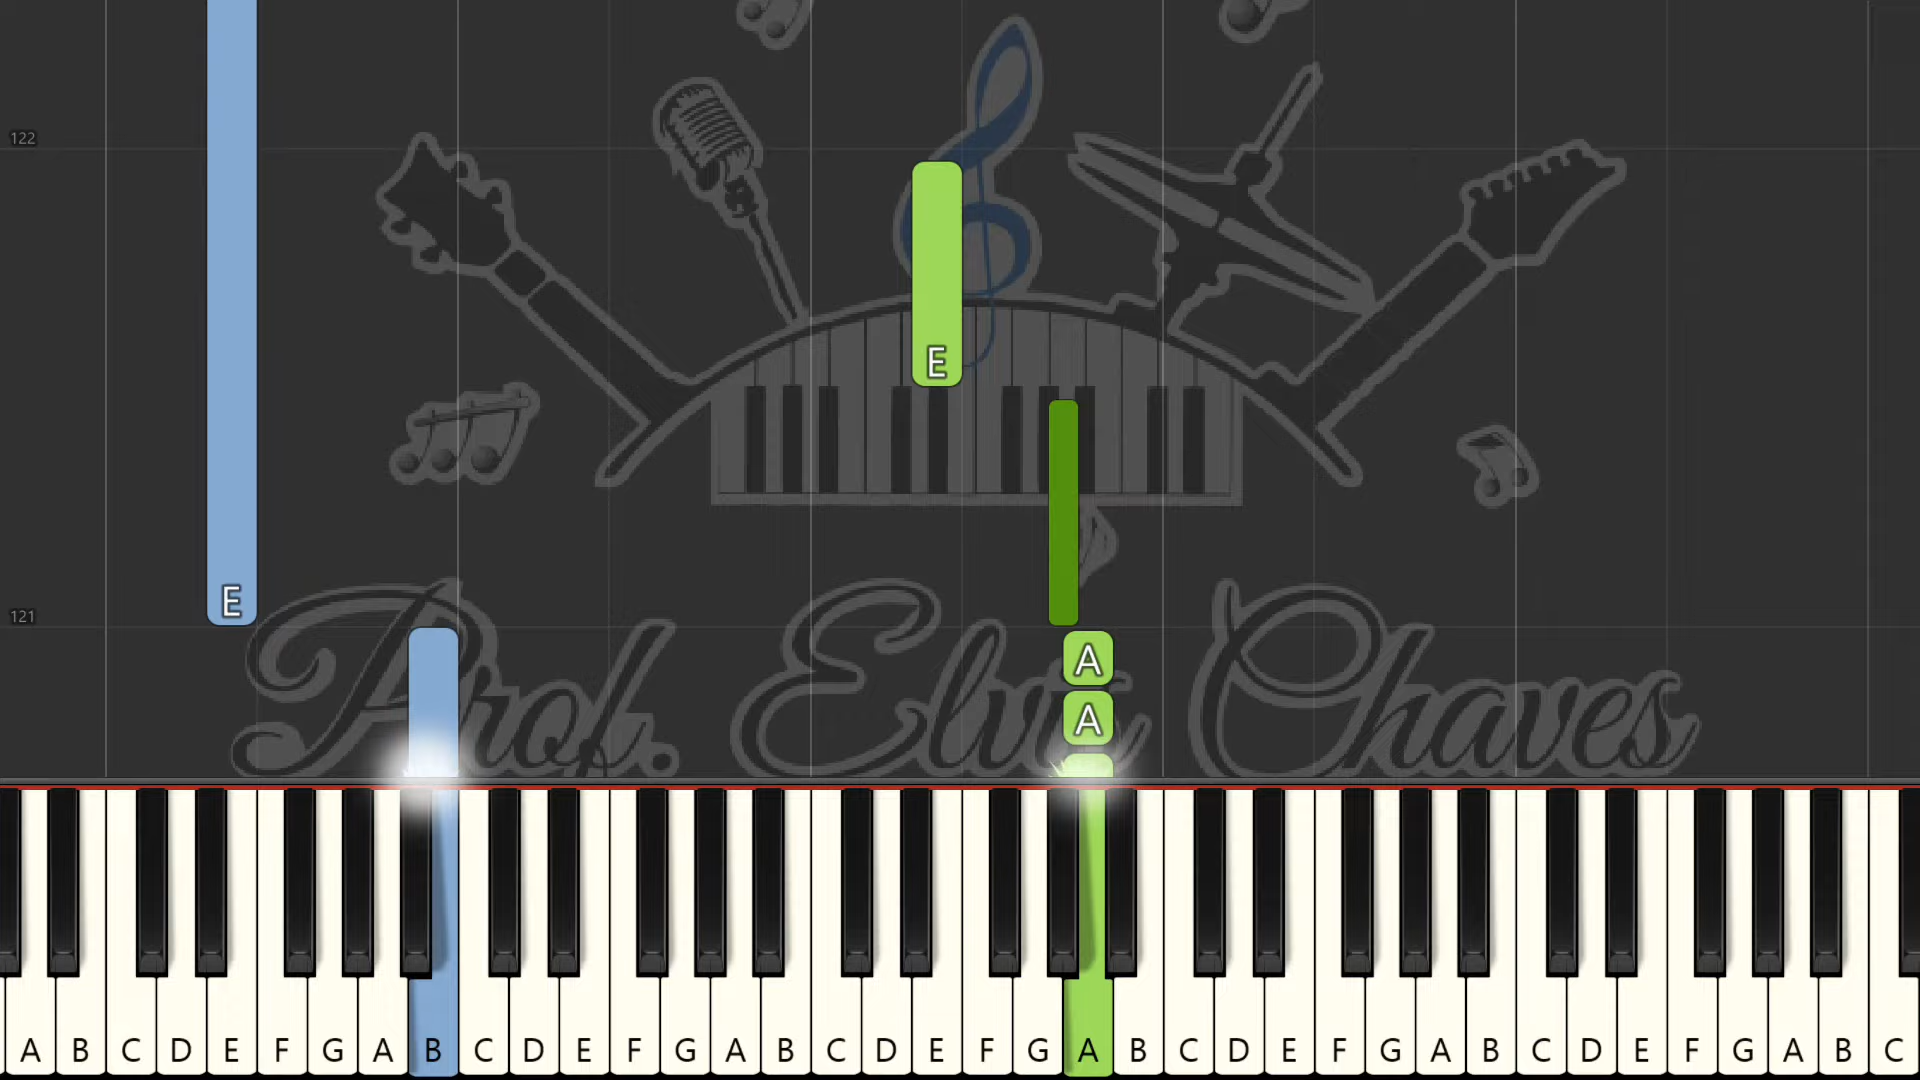 122
E
E
121
A
A
Prof. Elvis Chaves
A B C D E F G A B C D E F G A B C D E F G A B C D E F G A B C D E F G A B C